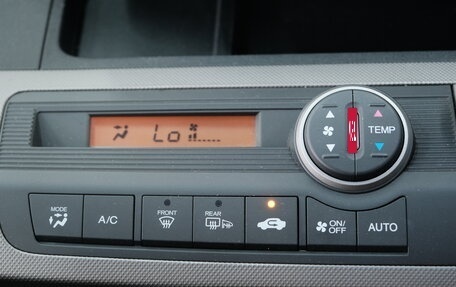 Lo
TEMP
MODE
A/C
FRONT
REAR
ON/
OFF
AUTO